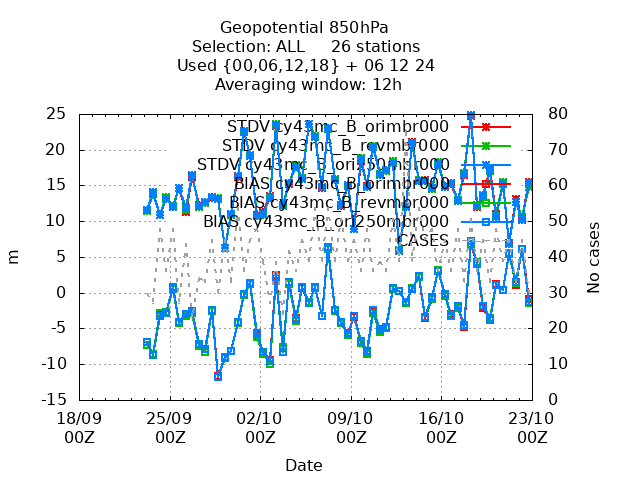 Geopotential 850hPa
Selection: ALL 26 stations
Used {00,06,12,18} + 06 12 24
Averaging window: 12h
25
20
15
10
5
0
-5
-10
-15
m
80
70
60
50
40
30
20
10
0
No cases
STDV cy43mc_B_orimbr000
STDV cy43mc_B_revmbr000
STDV cy43mc_B_ori250mbr000
BIAS cy43mc_B_orimbr000
BIAS cy43mc_B_revmbr000
BIAS cy43mc_B_ori250mbr000
CASES
18/09 25/09 02/10 09/10 16/10 23/10
00Z 00Z 00Z 00Z 00Z 00Z
Date